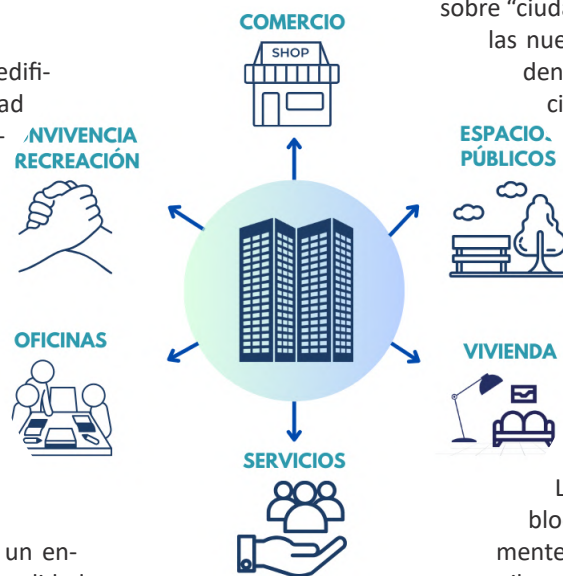 COMERCIO
SHOP
sobre “ciuda
las nue
den
ci
edifi-
ad
-
NVIVENCIA
RECREACIÓN
ESPACIO
PÚBLICOS
OFICINAS
VIVIENDA
SERVICIOS
L
blo
mente
un en-